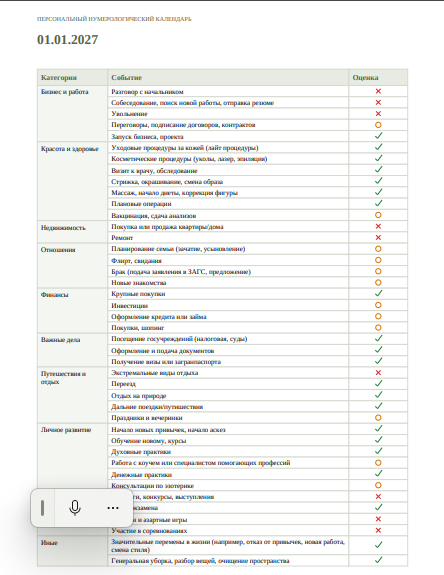 ПЕРСОНАЛЬНЫЙ НУМЕРОЛОГИЧЕСКИЙ КАЛЕНДАРЬ
01.01.2027
Категория Событие Оценка
Бизнес и работа Разговор с начальником ×
Собеседование, поиск новой работы, отправка резюме ×
Увольнение ×
Переговоры, подписание договоров, контрактов ○
Запуск бизнеса, проекта ✓
Красота и здоровье Уходовые процедуры за кожей (лайт процедуры) ✓
Косметические процедуры (уколы, лазер, эпиляция) ✓
Визит к врачу, обследование ✓
Стрижка, окрашивание, смена образа ✓
Массаж, начало диеты, коррекция фигуры ✓
Плановые операции ✓
Вакцинация, сдача анализов ○
Недвижимость Покупка или продажа квартиры/дома ×
Ремонт ×
Отношения Планирование семьи (зачатие, усыновление) ○
Флирт, свидания ○
Брак (подача заявления в ЗАГС, предложение) ○
Новые знакомства ○
Финансы Крупные покупки ✓
Инвестиции ○
Оформление кредита или займа ○
Покупки, шопинг ○
Важные дела Посещение госучреждений (налоговая, суды) ✓
Оформление и подача документов ✓
Получение визы или загранпаспорта ✓
Путешествия и отдых Экстремальные виды отдыха ×
Переезд ✓
Отдых на природе ✓
Дальние поездки/путешествия ✓
Праздники и вечеринки ○
Личное развитие Начало новых привычек, начало аскез ✓
Обучение новому, курсы ✓
Духовные практики ✓
Работа с коучем или специалистом помогающих профессий ○
Денежные практики ✓
Консультации по эзотерике ○
конкурсы, выступления ×
✓
и азартные игры ×
Участие в соревнованиях ×
Иные Значительные перемены в жизни (например, отказ от привычек, новая работа,
смена стиля) ✓
Генеральная уборка, разбор вещей, очищение пространства ✓